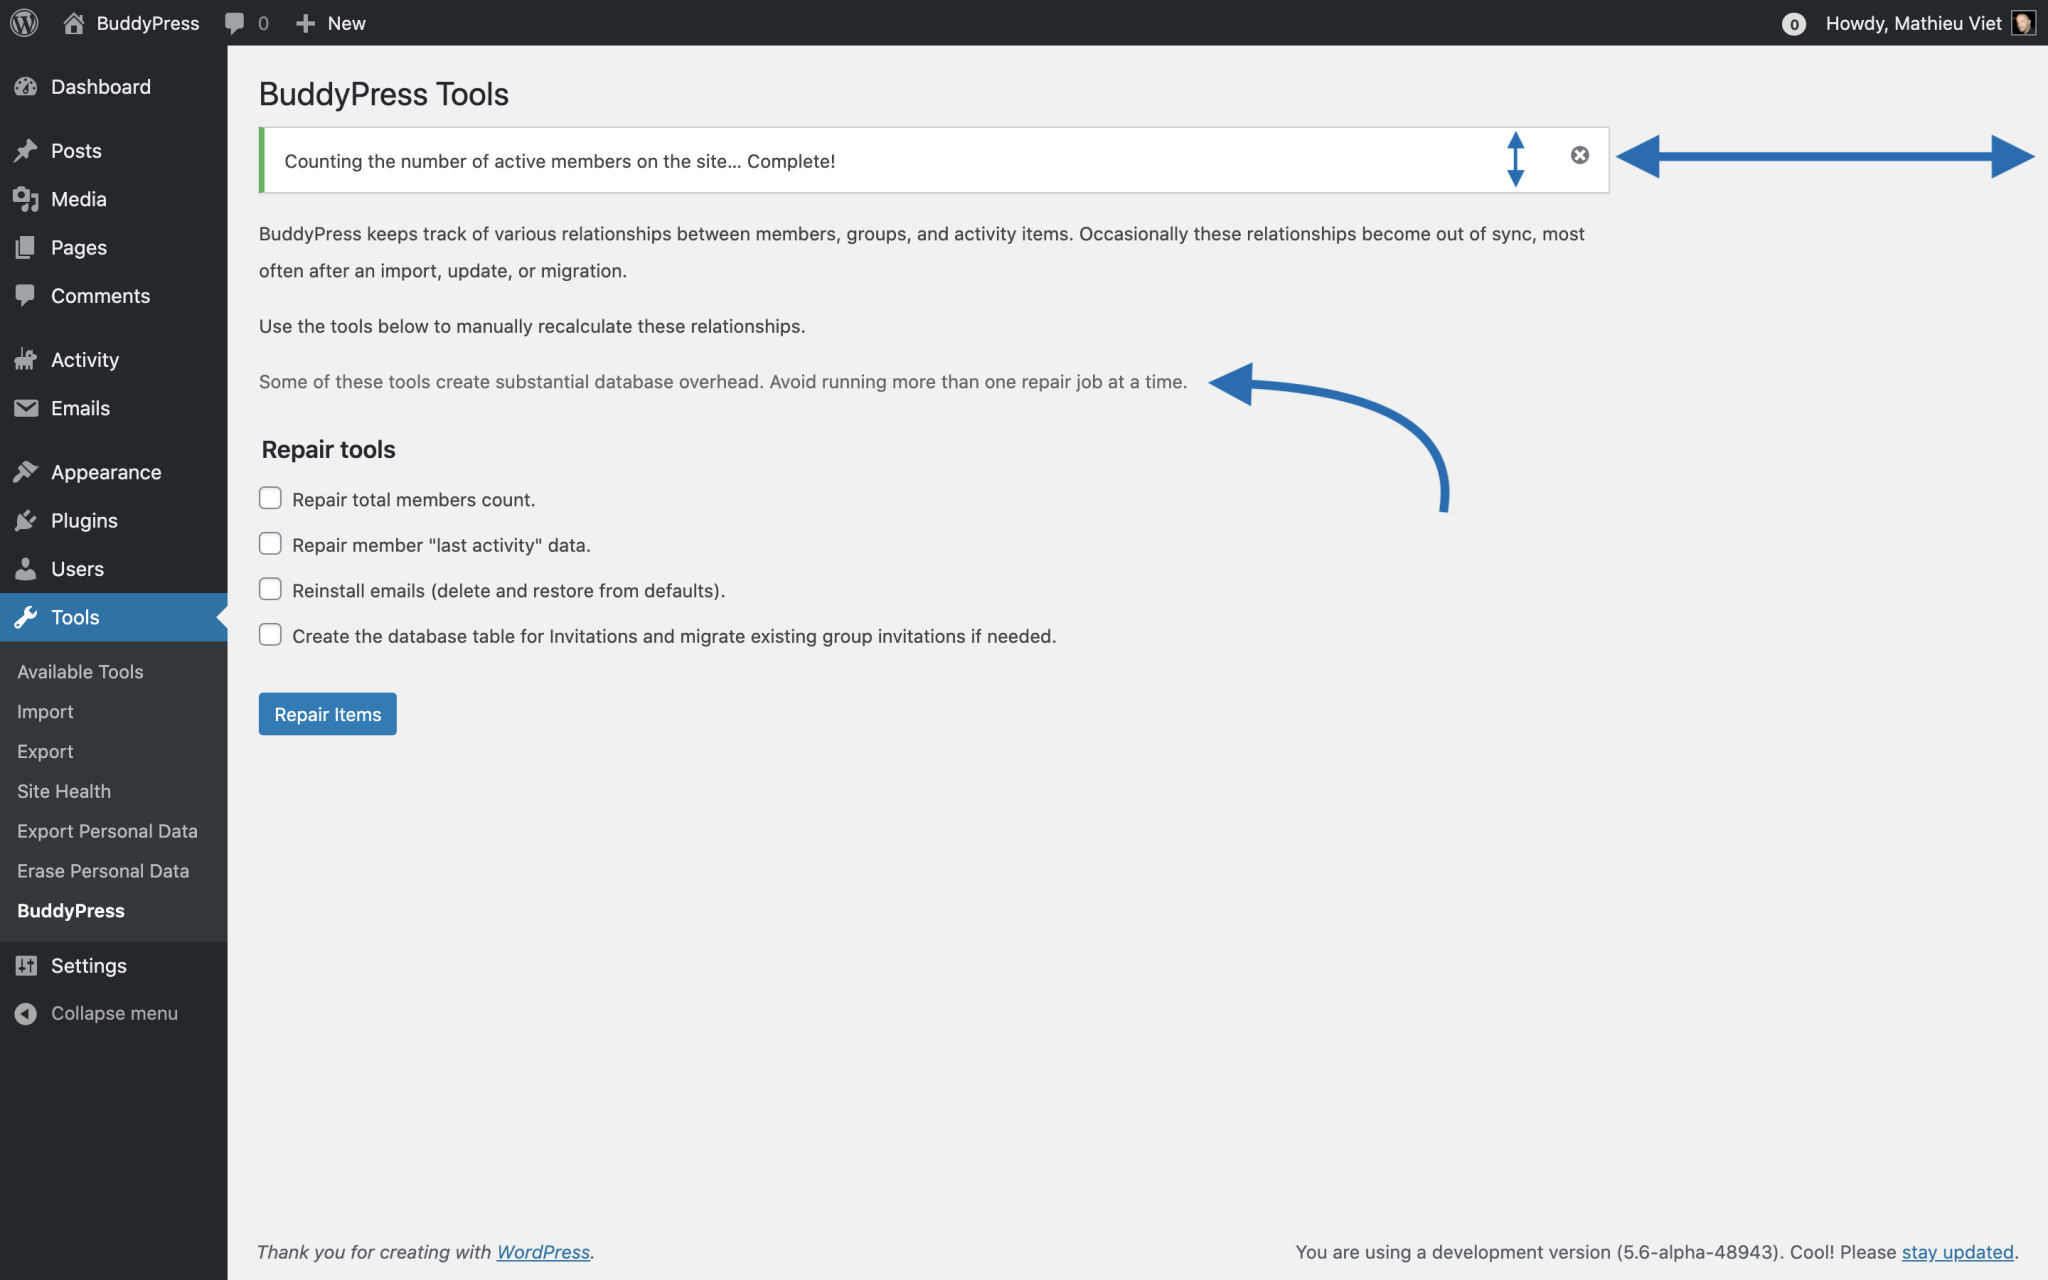 BuddyPress
0
New
0
Howdy, Mathieu Viet
Dashboard
Posts
Media
Pages
Comments
Activity
Emails
Appearance
Plugins
Users
Tools
Available Tools
Import
Export
Site Health
Export Personal Data
Erase Personal Data
BuddyPress
Settings
Collapse menu
BuddyPress Tools
Counting the number of active members on the site… Complete!
BuddyPress keeps track of various relationships between members, groups, and activity items. Occasionally these relationships become out of sync, most
often after an import, update, or migration.
Use the tools below to manually recalculate these relationships.
Some of these tools create substantial database overhead. Avoid running more than one repair job at a time.
Repair tools
Repair total members count.
Repair member "last activity" data.
Reinstall emails (delete and restore from defaults).
Create the database table for Invitations and migrate existing group invitations if needed.
Repair Items
Thank you for creating with WordPress.
You are using a development version (5.6-alpha-48943). Cool! Please stay updated.